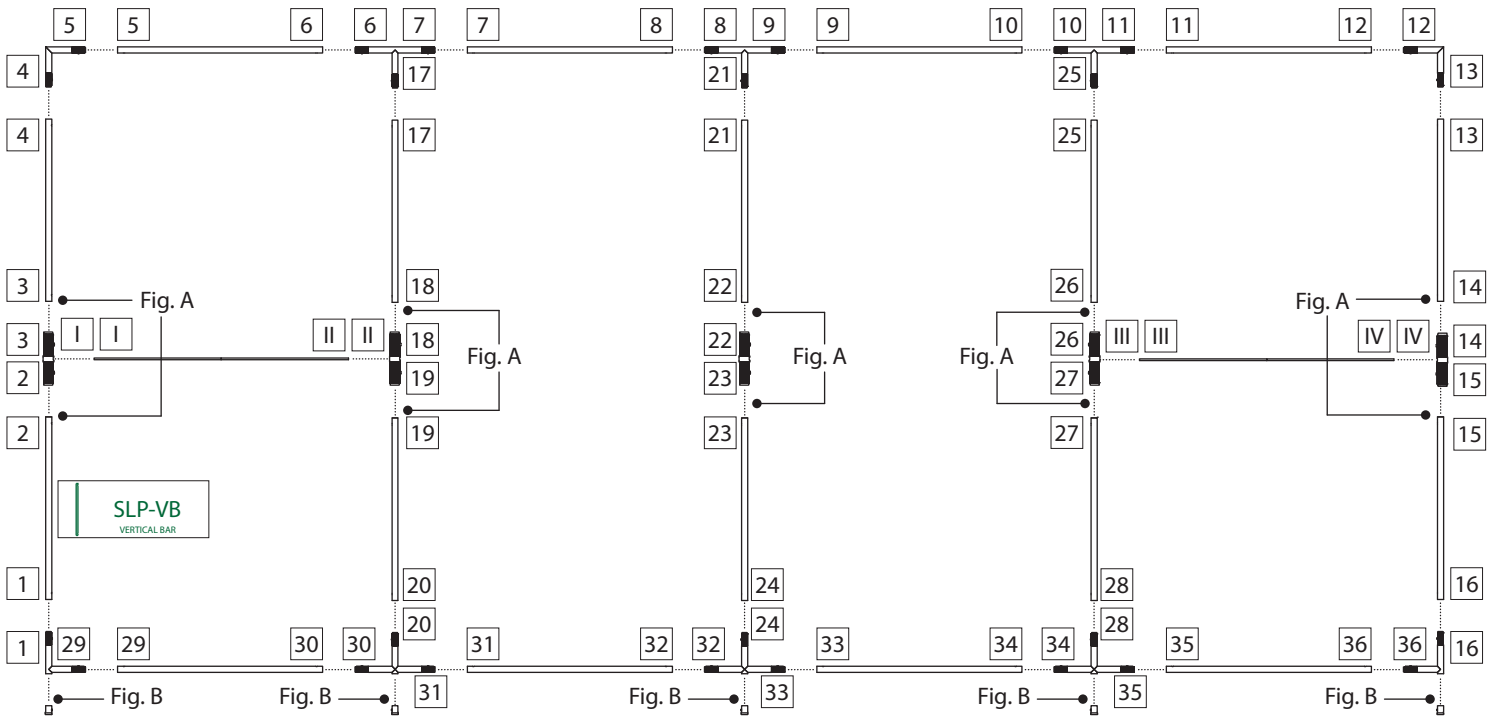 5 5 6 6 7 7 8 8 9 9 10 10 11 11 12 12
4 17 21 25 13
4 17 21 25 13
3 18 22 26 14
Fig. A Fig. A
3 I I II II 18 22 26 III III IV IV 14
Fig. A Fig. A Fig. A
2 19 23 27 15
2 19 23 27 15
SLP-VB
VERTICAL BAR
1 20 24 28 16
1 29 29 30 30 20 31 32 32 24 33 34 34 28 35 36 36 16
31 33 35
Fig. B Fig. B Fig. B Fig. B Fig. B